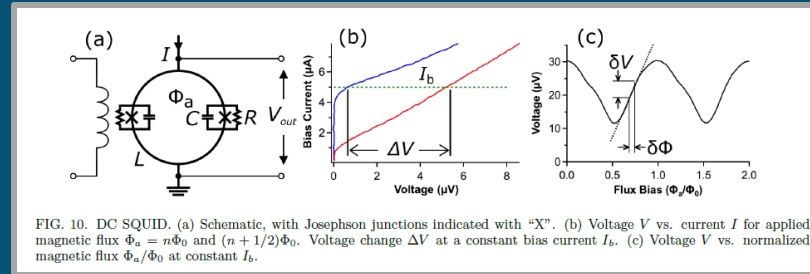 (a)
I
Φa
C
R
Vout
L
(b)
Bias Current (μA)
6
4
2
Ib
ΔV
0 2 4 6 8
Voltage (μV)
(c)
Voltage (μV)
30
20
10
0
δV
δΦ
0.0 0.5 1.0 1.5 2.0
Flux Bias (Φa/Φ0)
FIG. 10. DC SQUID. (a) Schematic, with Josephson junctions indicated with “X”. (b) Voltage V vs. current I for applied
magnetic flux Φa = nΦ0 and (n + 1/2)Φ0. Voltage change ΔV at a constant bias current Ib. (c) Voltage V vs. normalized
magnetic flux Φa/Φ0 at constant Ib.